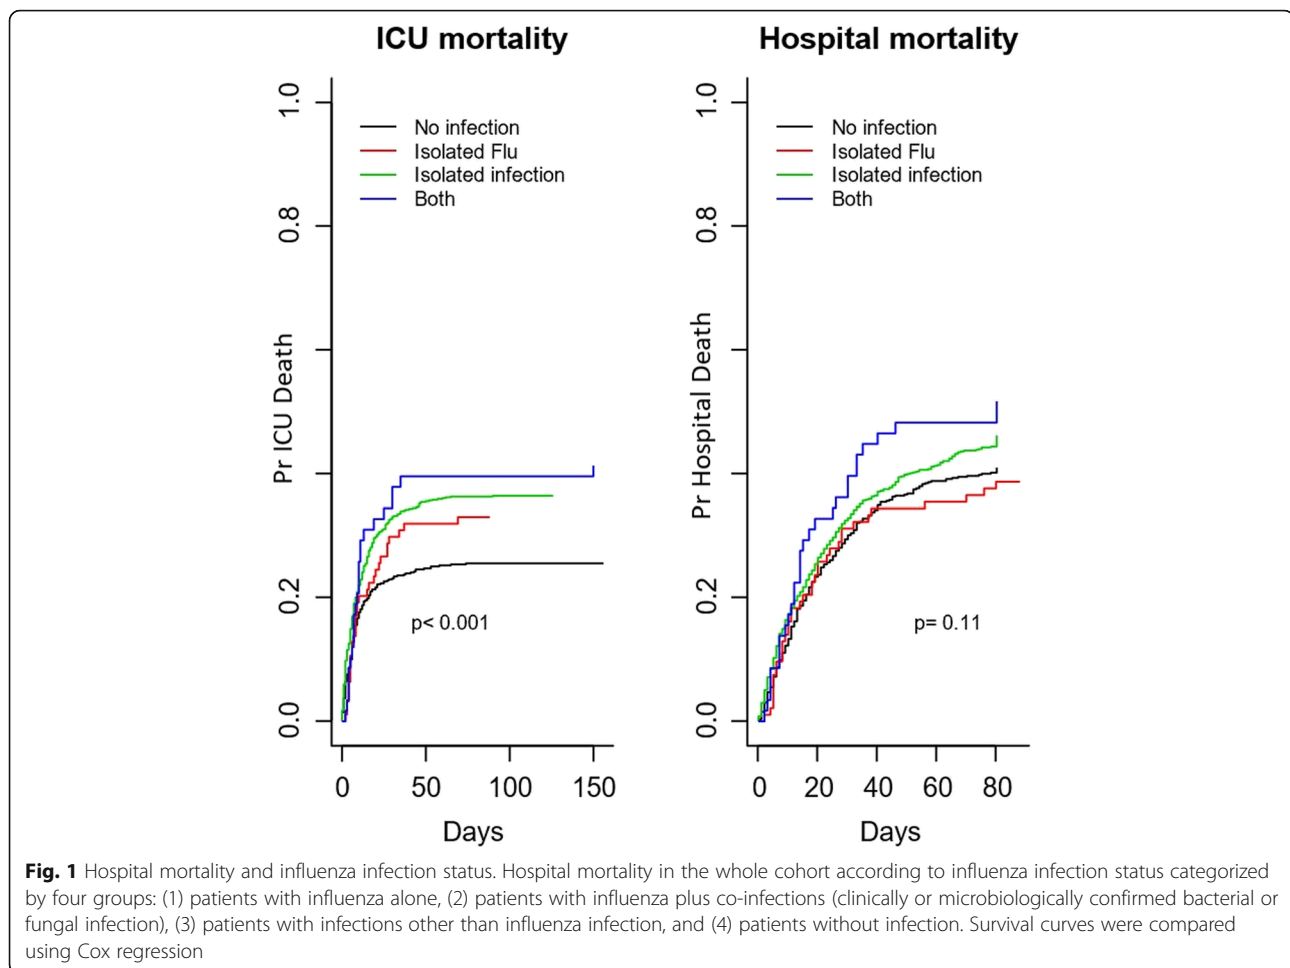 ICU mortality
Pr ICU Death
1.0
0.8
0.2
0.0
No infection
Isolated Flu
Isolated infection
Both
p< 0.001
0 50 100 150
Days
Hospital mortality
Pr Hospital Death
1.0
0.8
0.2
0.0
No infection
Isolated Flu
Isolated infection
Both
p= 0.11
0 20 40 60 80
Days
Fig. 1 Hospital mortality and influenza infection status. Hospital mortality in the whole cohort according to influenza infection status categorized
by four groups: (1) patients with influenza alone, (2) patients with influenza plus co-infections (clinically or microbiologically confirmed bacterial or
fungal infection), (3) patients with infections other than influenza infection, and (4) patients without infection. Survival curves were compared
using Cox regression